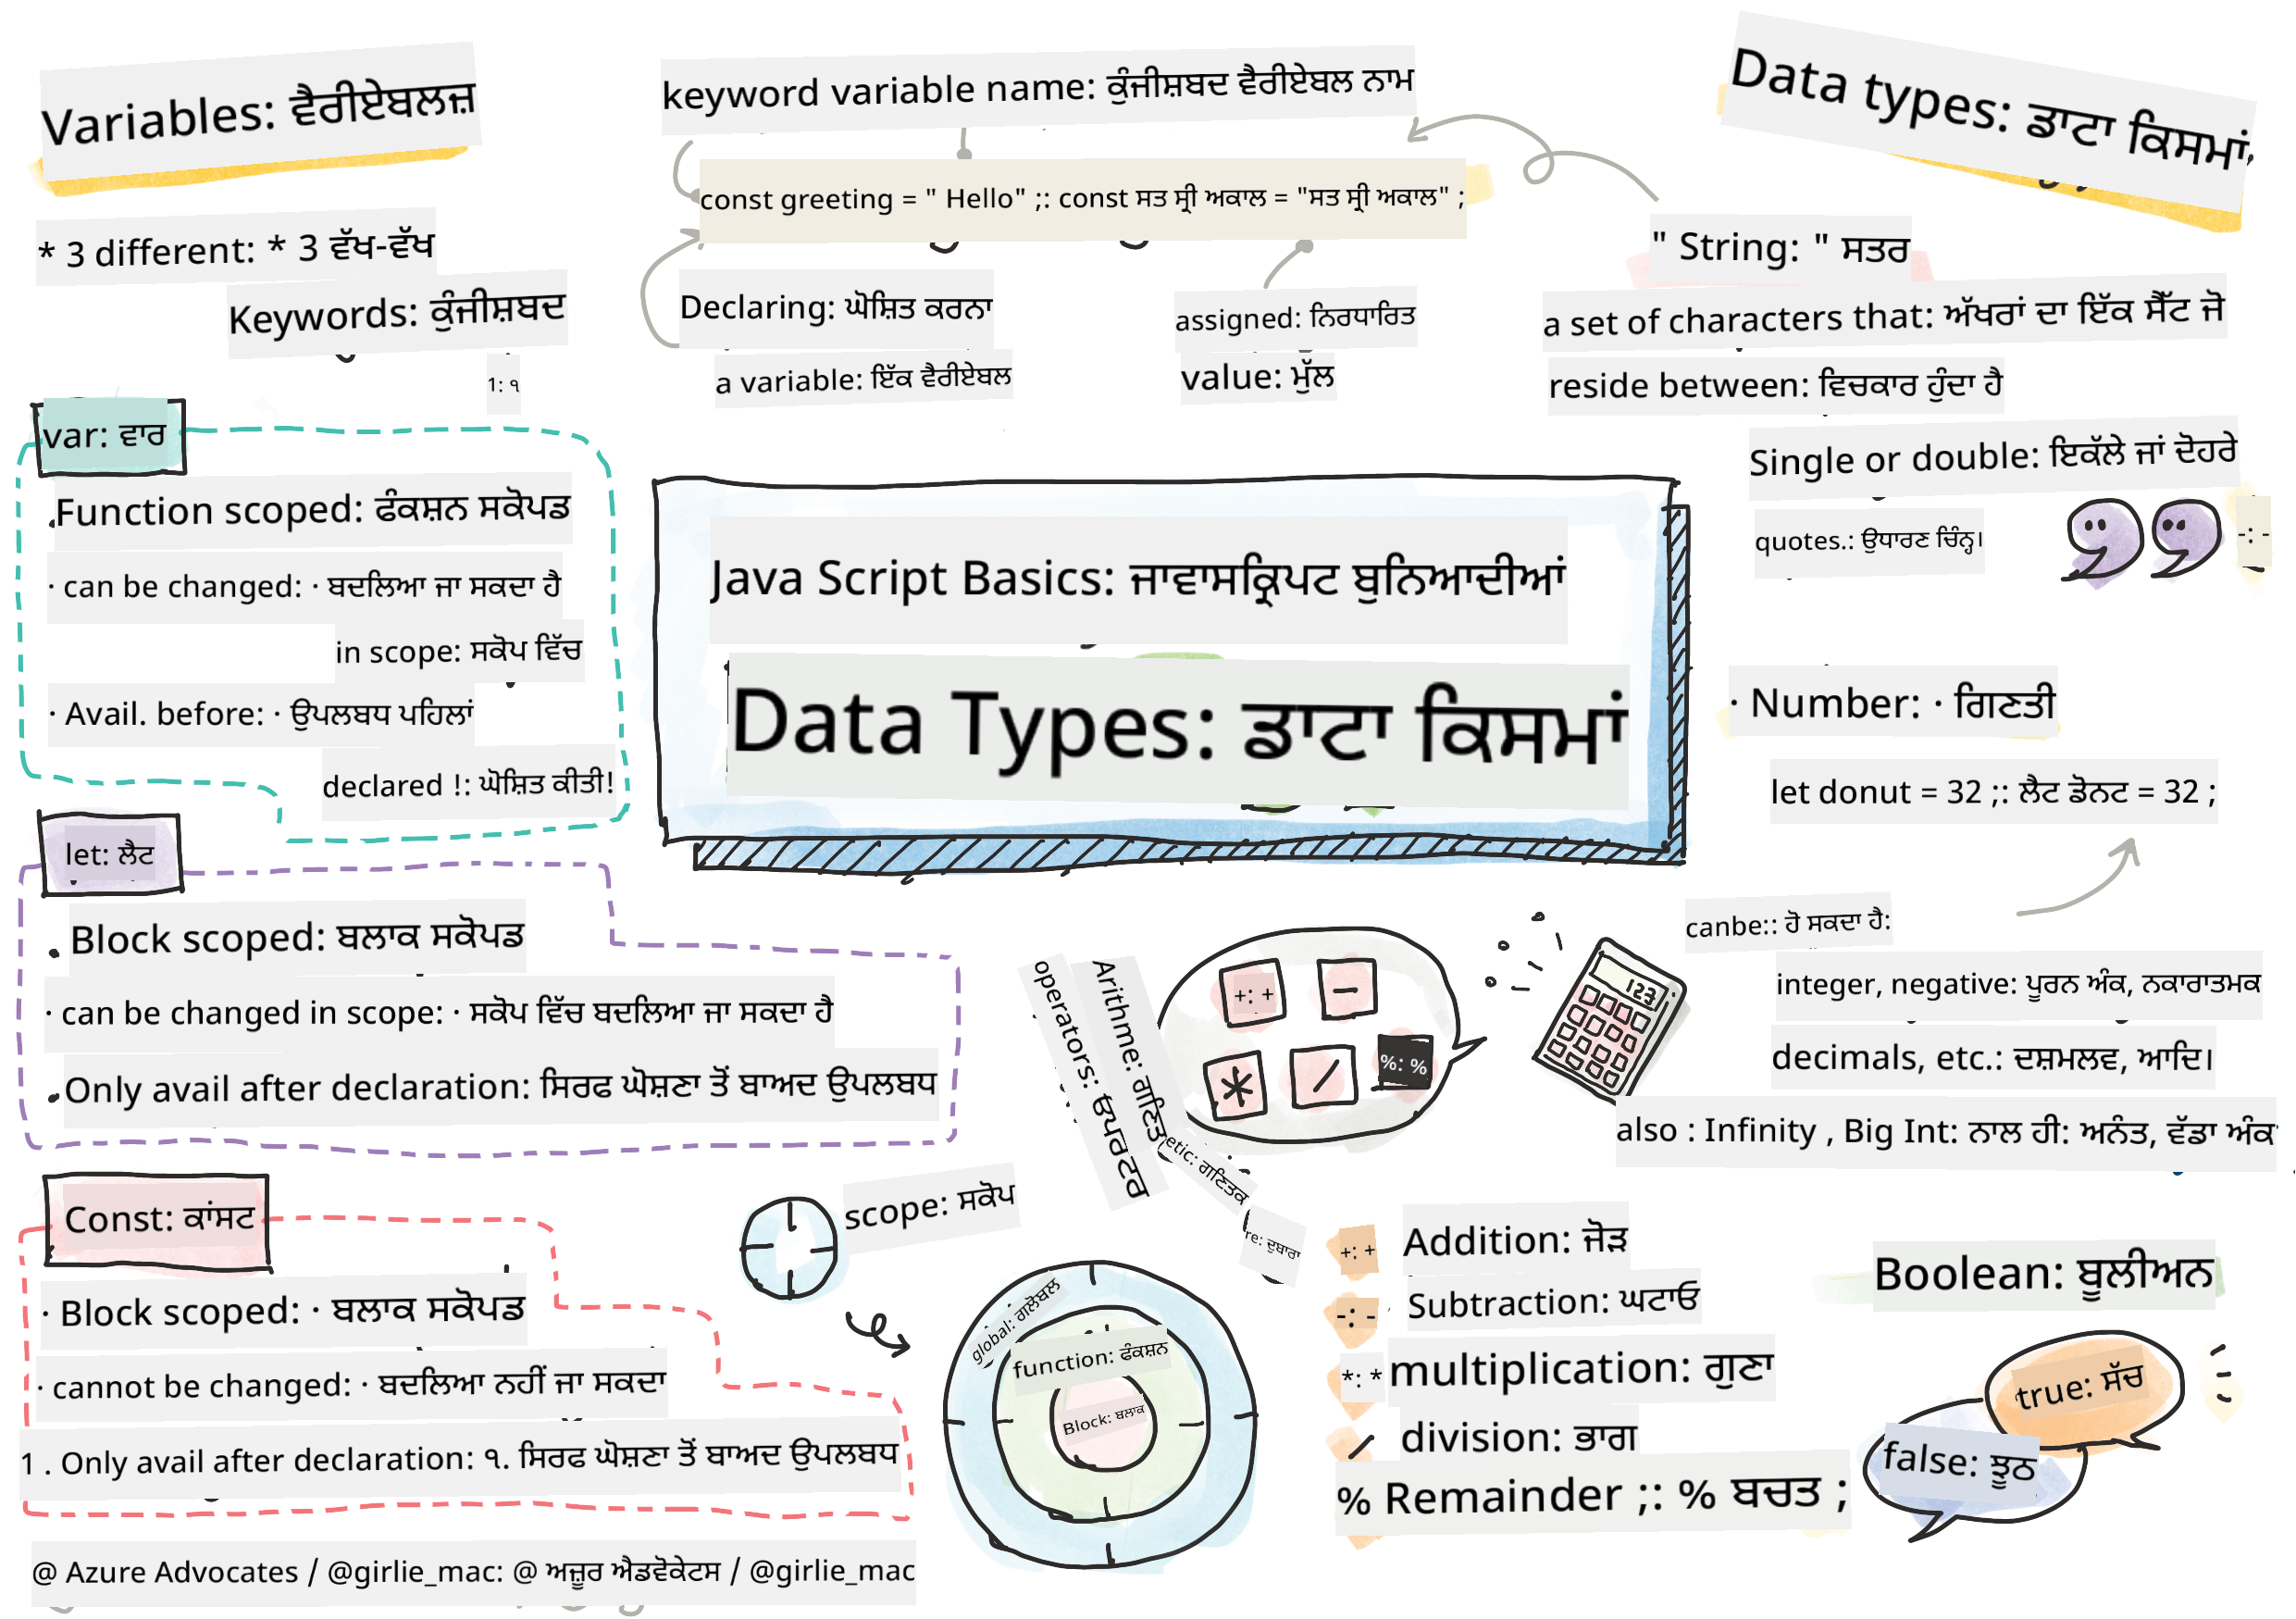 Variables: ਵੈਰੀਏਬਲਜ਼
* 3 different: * 3 ਵੱਖ-ਵੱਖ
Keywords: ਕੁੰਜੀਸ਼ਬਦ
1: ੧
var: ਵਾਰ
Function scoped: ਫੰਕਸ਼ਨ ਸਕੋਪਡ
· can be changed: · ਬਦਲਿਆ ਜਾ ਸਕਦਾ ਹੈ
in scope: ਸਕੋਪ ਵਿੱਚ
· Avail. before: · ਉਪਲਬਧ ਪਹਿਲਾਂ
declared !: ਘੋਸ਼ਿਤ ਕੀਤੀ!
let: ਲੈਟ
Block scoped: ਬਲਾਕ ਸਕੋਪਡ
· can be changed in scope: · ਸਕੋਪ ਵਿੱਚ ਬਦਲਿਆ ਜਾ ਸਕਦਾ ਹੈ
Only avail after declaration: ਸਿਰਫ ਘੋਸ਼ਣਾ ਤੋਂ ਬਾਅਦ ਉਪਲਬਧ
Const: ਕਾਂਸਟ
· Block scoped: · ਬਲਾਕ ਸਕੋਪਡ
· cannot be changed: · ਬਦਲਿਆ ਨਹੀਂ ਜਾ ਸਕਦਾ
1 . Only avail after declaration: ੧. ਸਿਰਫ ਘੋਸ਼ਣਾ ਤੋਂ ਬਾਅਦ ਉਪਲਬਧ
@ Azure Advocates / @girlie_mac: @ ਅਜ਼ੂਰ ਐਡਵੋਕੇਟਸ / @girlie_mac
keyword variable name: ਕੁੰਜੀਸ਼ਬਦ ਵੈਰੀਏਬਲ ਨਾਮ
const greeting = " Hello" ;: const ਸਤ ਸ੍ਰੀ ਅਕਾਲ = "ਸਤ ਸ੍ਰੀ ਅਕਾਲ" ;
Declaring: ਘੋਸ਼ਿਤ ਕਰਨਾ
a variable: ਇੱਕ ਵੈਰੀਏਬਲ
assigned: ਨਿਰਧਾਰਿਤ
value: ਮੁੱਲ
Java Script Basics: ਜਾਵਾਸਕ੍ਰਿਪਟ ਬੁਨਿਆਦੀਆਂ
Data Types: ਡਾਟਾ ਕਿਸਮਾਂ
scope: ਸਕੋਪ
global: ਗਲੋਬਲ
function: ਫੰਕਸ਼ਨ
Block: ਬਲਾਕ
Arithme: ਗਣਿਤ
operators: ਓਪਰਟਰ
etic: ਗਣਿਤਕ
re: ਦੁਬਾਰਾ
+: +
−
*
/
%: %
123
+: + Addition: ਜੋੜ
-: - Subtraction: ਘਟਾਓ
*: * multiplication: ਗੁਣਾ
/ division: ਭਾਗ
% Remainder ;: % ਬਚਤ ;
Data types: ਡਾਟਾ ਕਿਸਮਾਂ
" String: " ਸਤਰ
a set of characters that: ਅੱਖਰਾਂ ਦਾ ਇੱਕ ਸੈੱਟ ਜੋ
reside between: ਵਿਚਕਾਰ ਹੁੰਦਾ ਹੈ
Single or double: ਇਕੱਲੇ ਜਾਂ ਦੋਹਰੇ
quotes.: ਉਧਾਰਣ ਚਿੰਨ੍ਹ।
-: -
· Number: · ਗਿਣਤੀ
let donut = 32 ;: ਲੈਟ ਡੋਨਟ = 32 ;
canbe:: ਹੋ ਸਕਦਾ ਹੈ:
integer, negative: ਪੂਰਨ ਅੰਕ, ਨਕਾਰਾਤਮਕ
decimals, etc.: ਦਸ਼ਮਲਵ, ਆਦਿ।
also : Infinity , Big Int: ਨਾਲ ਹੀ: ਅਨੰਤ, ਵੱਡਾ ਅੰਕ
Boolean: ਬੂਲੀਅਨ
true: ਸੱਚ
false: ਝੂਠ